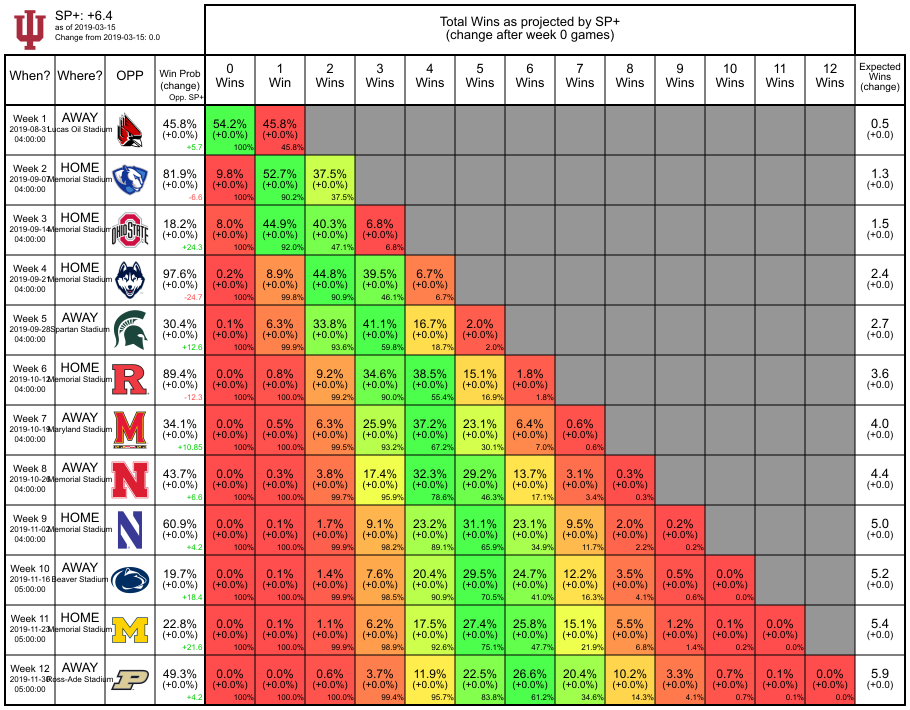 SP+: +6.4
as of 2019-03-15
Change from 2019-03-15: 0.0
Total Wins as projected by SP+
(change after week 0 games)
When? Where? OPP Win Prob (change) Opp. SP+ 0 Wins 1 Win 2 Wins 3 Wins 4 Wins 5 Wins 6 Wins 7 Wins 8 Wins 9 Wins 10 Wins 11 Wins 12 Wins Expected Wins (change)
Week 1 AWAY 45.8% 54.2% 45.8% 0.5
2019-08-31 Lucas Oil Stadium (+0.0%) (+0.0%) (+0.0%) (+0.0)
04:00:00 +5.7 100% 45.8%
Week 2 HOME 81.9% 9.8% 52.7% 37.5% 1.3
2019-09-07 Memorial Stadium (+0.0%) (+0.0%) (+0.0%) (+0.0%) (+0.0)
04:00:00 -6.6 100% 90.2% 37.5%
Week 3 HOME OHIO STATE 18.2% 8.0% 44.9% 40.3% 6.8% 1.5
2019-09-14 Memorial Stadium (+0.0%) (+0.0%) (+0.0%) (+0.0%) (+0.0%) (+0.0)
04:00:00 +24.3 100% 92.0% 47.1% 6.8%
Week 4 HOME 97.6% 0.2% 8.9% 44.8% 39.5% 6.7% 2.4
2019-09-21 Memorial Stadium (+0.0%) (+0.0%) (+0.0%) (+0.0%) (+0.0%) (+0.0%) (+0.0)
04:00:00 -24.7 100% 99.8% 90.9% 46.1% 6.7%
Week 5 AWAY 30.4% 0.1% 6.3% 33.8% 41.1% 16.7% 2.0% 2.7
2019-09-28 Spartan Stadium (+0.0%) (+0.0%) (+0.0%) (+0.0%) (+0.0%) (+0.0%) (+0.0%) (+0.0)
04:00:00 +12.6 100% 99.9% 93.6% 59.8% 18.7% 2.0%
Week 6 HOME R 89.4% 0.0% 0.8% 9.2% 34.6% 38.5% 15.1% 1.8% 3.6
2019-10-12 Memorial Stadium (+0.0%) (+0.0%) (+0.0%) (+0.0%) (+0.0%) (+0.0%) (+0.0%) (+0.0%) (+0.0)
04:00:00 -12.3 100% 100.0% 99.2% 90.0% 55.4% 16.9% 1.8%
Week 7 AWAY M 34.1% 0.0% 0.5% 6.3% 25.9% 37.2% 23.1% 6.4% 0.6% 4.0
2019-10-19 Maryland Stadium (+0.0%) (+0.0%) (+0.0%) (+0.0%) (+0.0%) (+0.0%) (+0.0%) (+0.0%) (+0.0%) (+0.0)
04:00:00 +10.85 100% 100.0% 99.5% 93.2% 67.2% 30.1% 7.0% 0.6%
Week 8 AWAY N 43.7% 0.0% 0.3% 3.8% 17.4% 32.3% 29.2% 13.7% 3.1% 0.3% 4.4
2019-10-26 Memorial Stadium (+0.0%) (+0.0%) (+0.0%) (+0.0%) (+0.0%) (+0.0%) (+0.0%) (+0.0%) (+0.0%) (+0.0%) (+0.0)
04:00:00 +6.6 100% 100.0% 99.7% 95.9% 78.6% 46.3% 17.1% 3.4% 0.3%
Week 9 HOME N 60.9% 0.0% 0.1% 1.7% 9.1% 23.2% 31.1% 23.1% 9.5% 2.0% 0.2% 5.0
2019-11-02 Memorial Stadium (+0.0%) (+0.0%) (+0.0%) (+0.0%) (+0.0%) (+0.0%) (+0.0%) (+0.0%) (+0.0%) (+0.0%) (+0.0%) (+0.0)
04:00:00 +4.2 100% 100.0% 99.9% 98.2% 89.1% 65.9% 34.9% 11.7% 2.2% 0.2%
Week 10 AWAY 19.7% 0.0% 0.1% 1.4% 7.6% 20.4% 29.5% 24.7% 12.2% 3.5% 0.5% 0.0% 5.2
2019-11-16 Beaver Stadium (+0.0%) (+0.0%) (+0.0%) (+0.0%) (+0.0%) (+0.0%) (+0.0%) (+0.0%) (+0.0%) (+0.0%) (+0.0%) (+0.0%) (+0.0)
05:00:00 +18.4 100% 100.0% 99.9% 98.5% 90.9% 70.5% 41.0% 16.3% 4.1% 0.6% 0.0%
Week 11 HOME M 22.8% 0.0% 0.1% 1.1% 6.2% 17.5% 27.4% 25.8% 15.1% 5.5% 1.2% 0.1% 0.0% 5.4
2019-11-23 Memorial Stadium (+0.0%) (+0.0%) (+0.0%) (+0.0%) (+0.0%) (+0.0%) (+0.0%) (+0.0%) (+0.0%) (+0.0%) (+0.0%) (+0.0%) (+0.0%) (+0.0)
05:00:00 +21.6 100% 100.0% 99.9% 98.9% 92.6% 75.1% 47.7% 21.9% 6.8% 1.4% 0.2% 0.0%
Week 12 AWAY P 49.3% 0.0% 0.0% 0.6% 3.7% 11.9% 22.5% 26.6% 20.4% 10.2% 3.3% 0.7% 0.1% 0.0% 5.9
2019-11-30 Ross-Ade Stadium (+0.0%) (+0.0%) (+0.0%) (+0.0%) (+0.0%) (+0.0%) (+0.0%) (+0.0%) (+0.0%) (+0.0%) (+0.0%) (+0.0%) (+0.0%) (+0.0%) (+0.0)
05:00:00 +4.2 100% 100.0% 100.0% 99.4% 95.7% 83.8% 61.2% 34.6% 14.3% 4.1% 0.7% 0.1% 0.0%